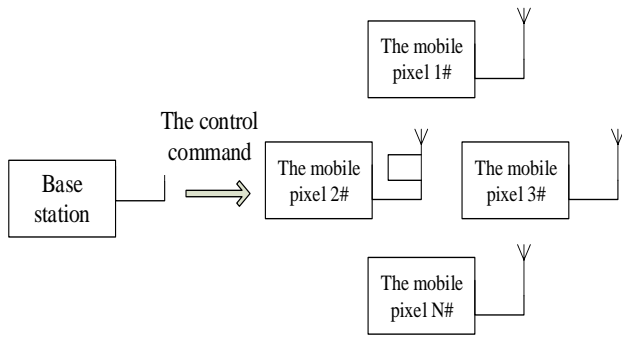 The mobile
pixel 1#
The control
command
Base
station
The mobile
pixel 2#
The mobile
pixel 3#
The mobile
pixel N#